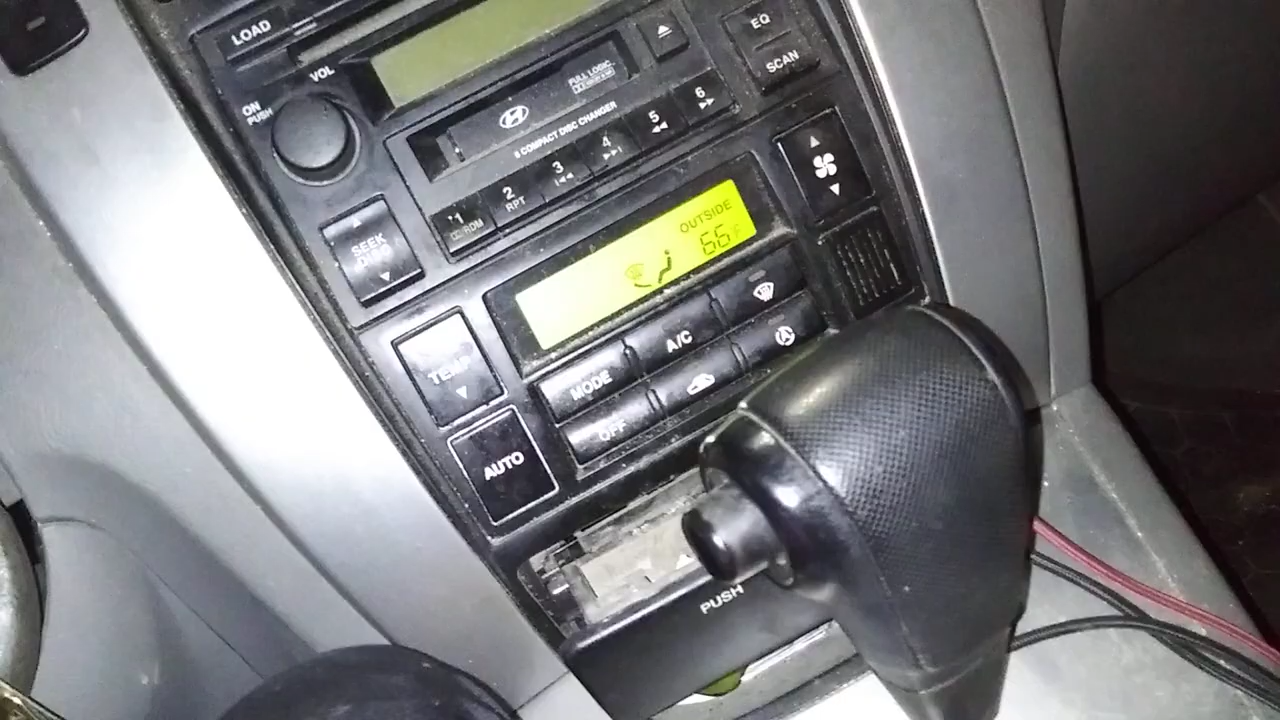 LOAD
EQ
SCAN
VOL
ON
PUSH
FULL LOGIC
6 COMPACT DISC CHANGER
1 RDM
2 RPT
3
4
5
6
SEEK
DISC
OUTSIDE
66 F
TEMP
MODE
A/C
OFF
AUTO
PUSH